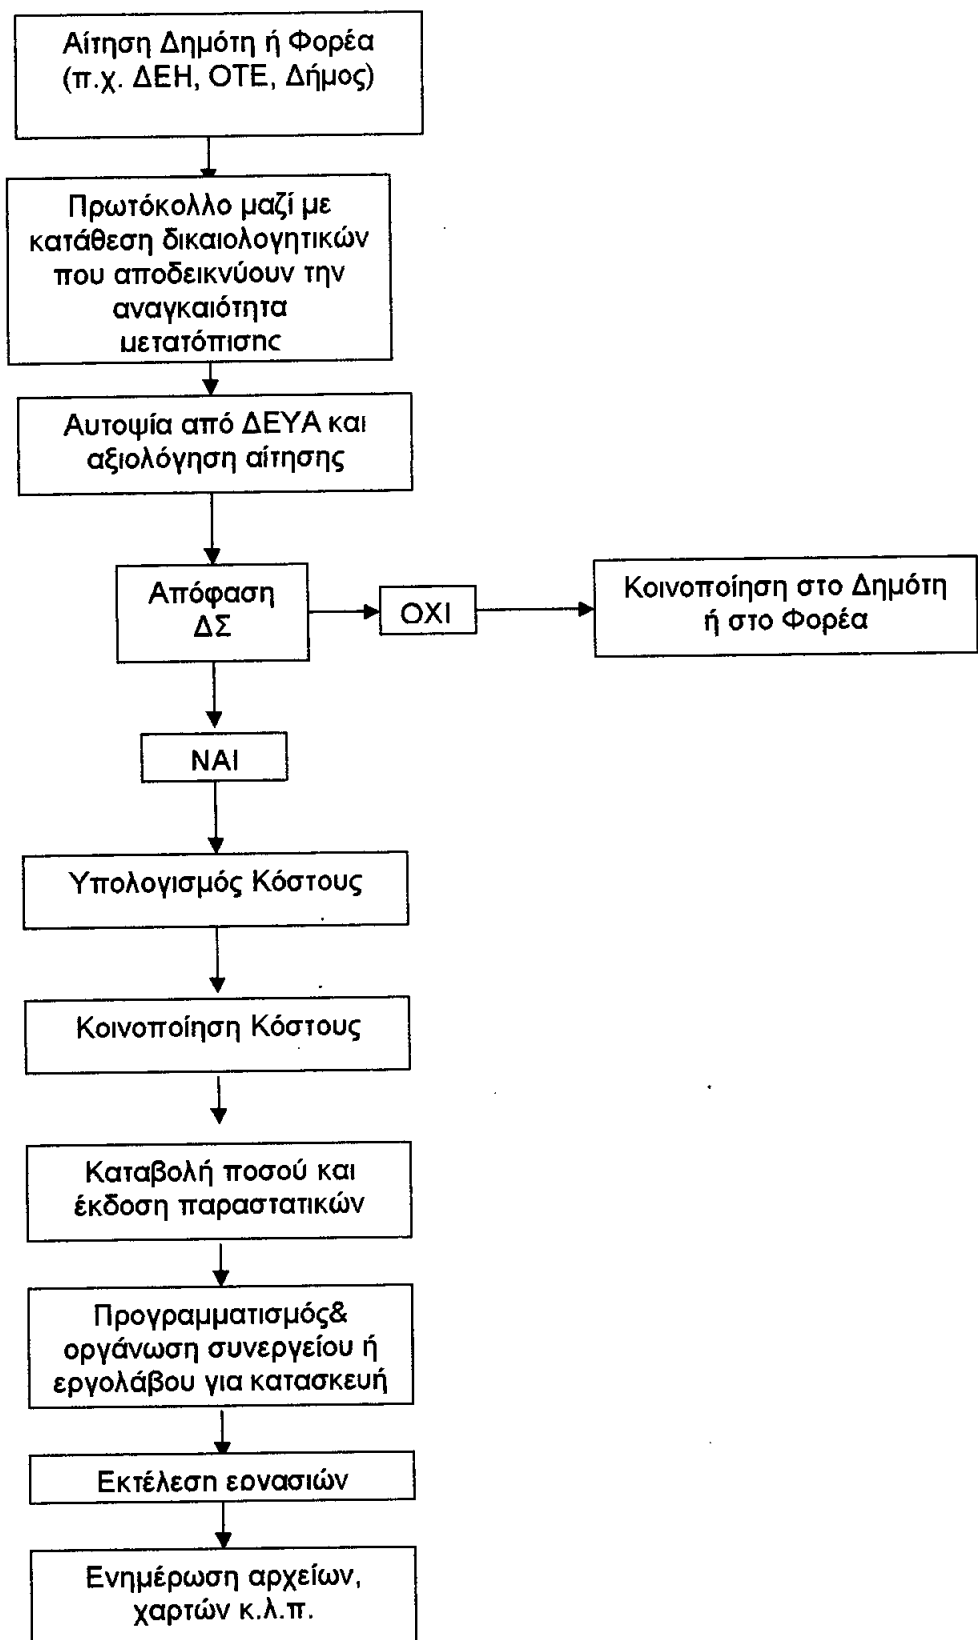 Αίτηση Δημότη ή Φορέα
(π.χ. ΔΕΗ, ΟΤΕ, Δήμος)
Πρωτόκολλο μαζί με
κατάθεση δικαιολογητικών
που αποδεικνύουν την
αναγκαιότητα
μετατόπισης
Αυτοψία από ΔΕΥΑ και
αξιολόγηση αίτησης
Απόφαση
ΔΣ
ΟΧΙ
Κοινοποίηση στο Δημότη
ή στο Φορέα
ΝΑΙ
Υπολογισμός Κόστους
Κοινοποίηση Κόστους
Καταβολή ποσού και
έκδοση παραστατικών
Προγραμματισμός&
οργάνωση συνεργείου ή
εργολάβου για κατασκευή
Εκτέλεση εργασιών
Ενημέρωση αρχείων,
χαρτών κ.λ.π.